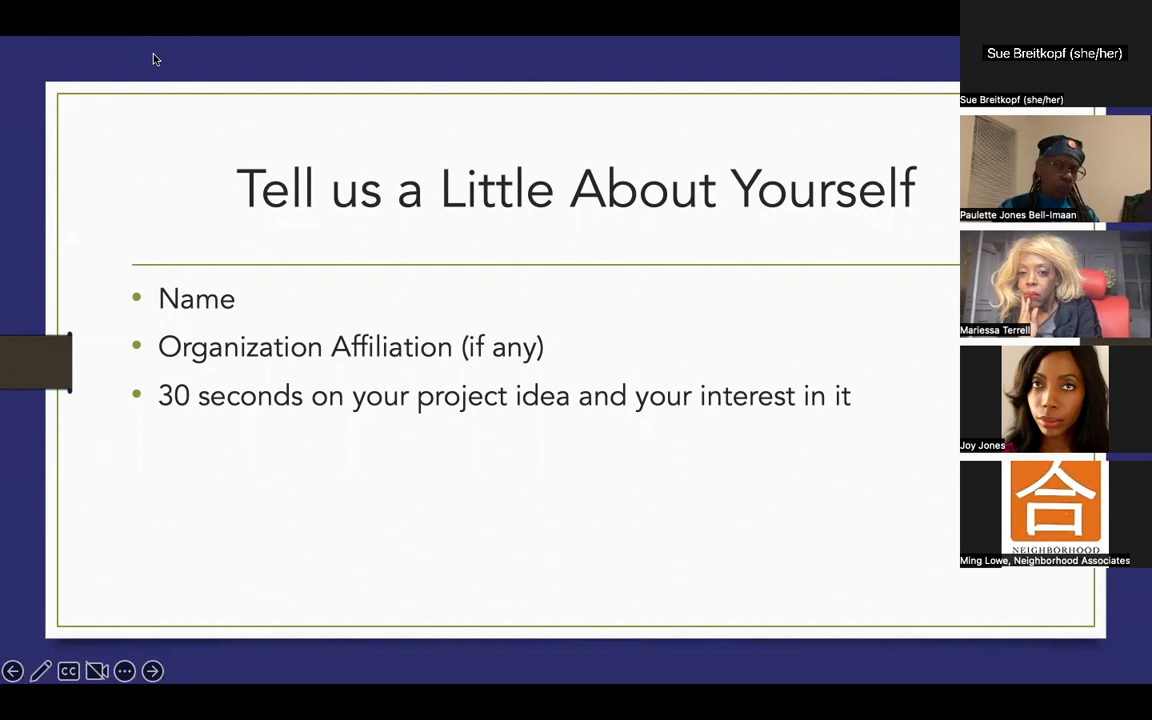 Tell us a Little About Yourself
• Name
• Organization Affiliation (if any)
• 30 seconds on your project idea and your interest in it
Sue Breitkopf (she/her)
Sue Breitkopf (she/her)
Paulette Jones Bell-Imaan
Mariessa Terrell
Joy Jones
合
NEIGHBORHOOD
Ming Lowe, Neighborhood Associates
CC